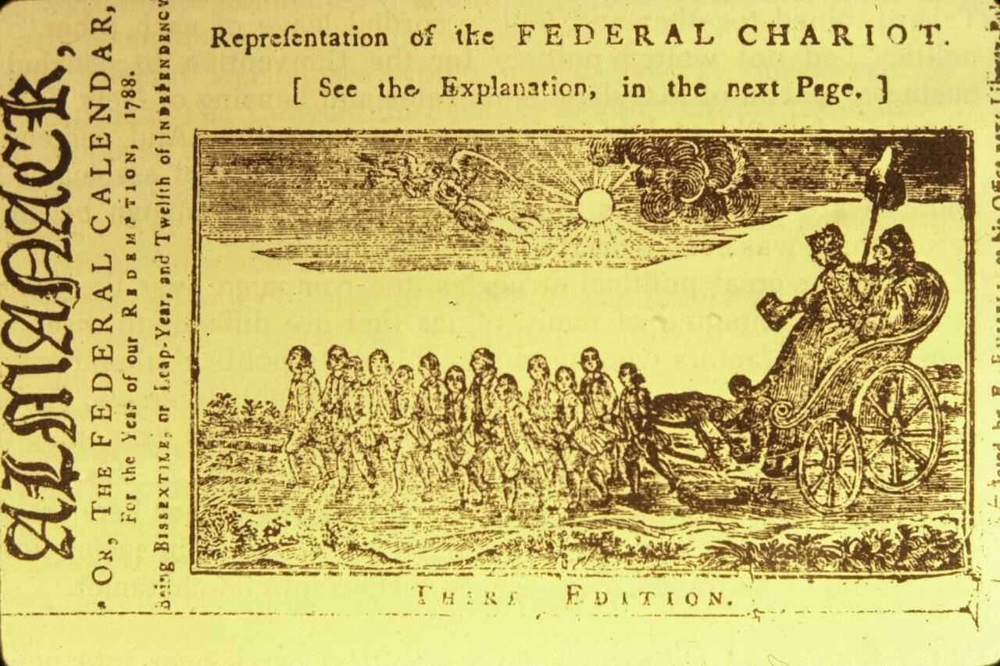 ALMANACK,
OR, THE FEDERAL CALENDAR,
For the Year of our REDEMPTION, 1788.
Being BISSEXTILE, or Leap-Year, and Twelfth of INDEPENDENCY
Repreſentation of the FEDERAL CHARIOT.
[ See the Explanation, in the next Page. ]
THIRD EDITION.